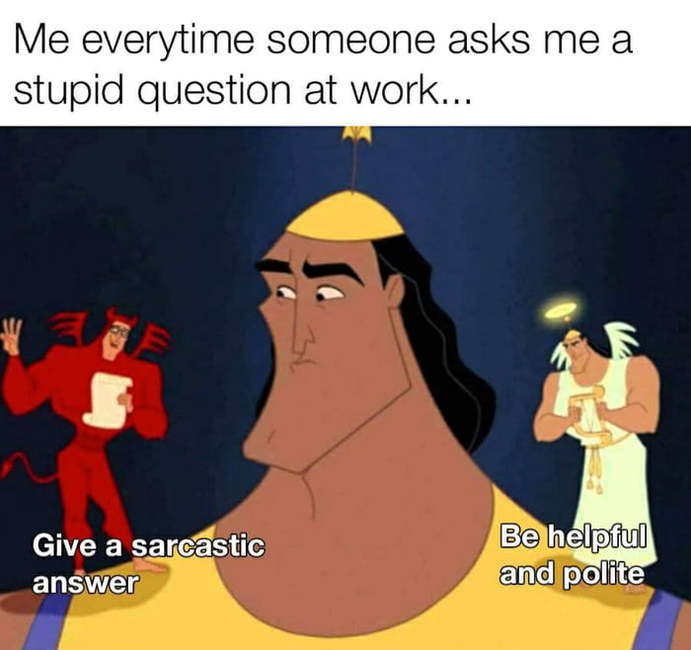 Me everytime someone asks me a
stupid question at work...
Give a sarcastic
answer
Be helpful
and polite